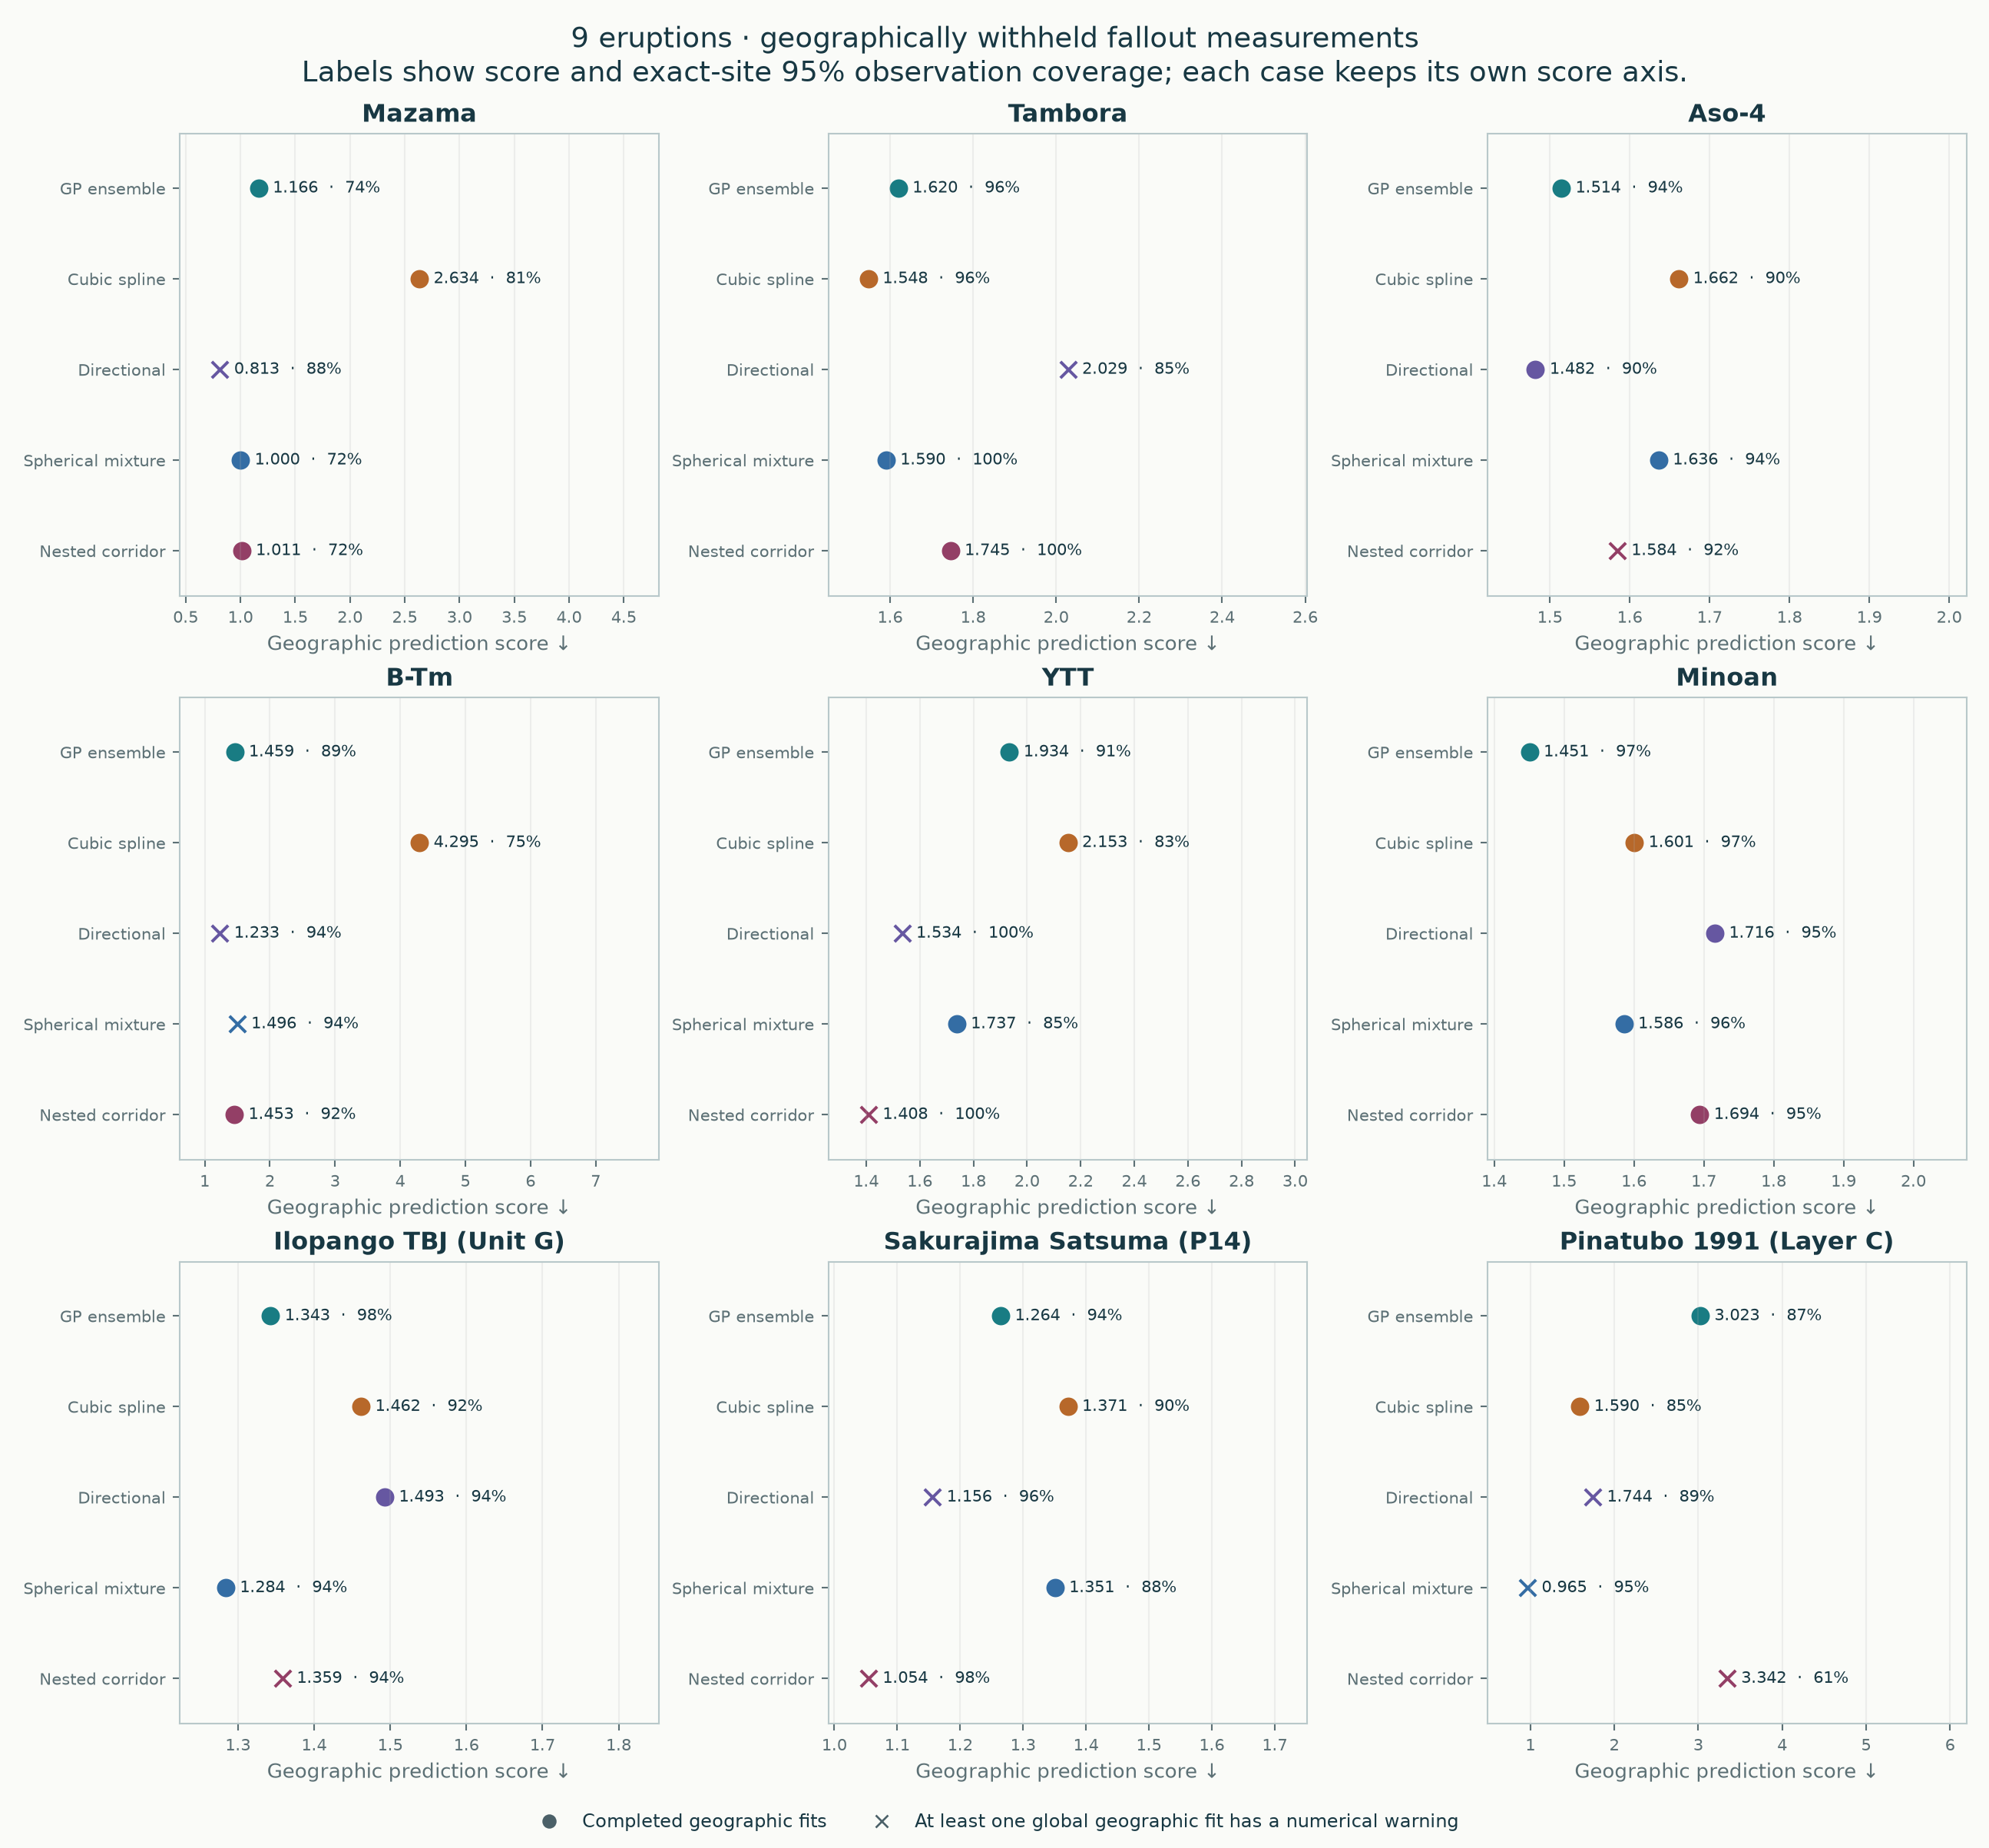 9 eruptions · geographically withheld fallout measurements
Labels show score and exact-site 95% observation coverage; each case keeps its own score axis.
Mazama
GP ensemble
1.166 · 74%
Cubic spline
2.634 · 81%
Directional
0.813 · 88%
Spherical mixture
1.000 · 72%
Nested corridor
1.011 · 72%
0.5 1.0 1.5 2.0 2.5 3.0 3.5 4.0 4.5
Geographic prediction score ↓
Tambora
GP ensemble
1.620 · 96%
Cubic spline
1.548 · 96%
Directional
2.029 · 85%
Spherical mixture
1.590 · 100%
Nested corridor
1.745 · 100%
1.6 1.8 2.0 2.2 2.4 2.6
Geographic prediction score ↓
Aso-4
GP ensemble
1.514 · 94%
Cubic spline
1.662 · 90%
Directional
1.482 · 90%
Spherical mixture
1.636 · 94%
Nested corridor
1.584 · 92%
1.5 1.6 1.7 1.8 1.9 2.0
Geographic prediction score ↓
B-Tm
GP ensemble
1.459 · 89%
Cubic spline
4.295 · 75%
Directional
1.233 · 94%
Spherical mixture
1.496 · 94%
Nested corridor
1.453 · 92%
1 2 3 4 5 6 7
Geographic prediction score ↓
YTT
GP ensemble
1.934 · 91%
Cubic spline
2.153 · 83%
Directional
1.534 · 100%
Spherical mixture
1.737 · 85%
Nested corridor
1.408 · 100%
1.4 1.6 1.8 2.0 2.2 2.4 2.6 2.8 3.0
Geographic prediction score ↓
Minoan
GP ensemble
1.451 · 97%
Cubic spline
1.601 · 97%
Directional
1.716 · 95%
Spherical mixture
1.586 · 96%
Nested corridor
1.694 · 95%
1.4 1.5 1.6 1.7 1.8 1.9 2.0
Geographic prediction score ↓
Ilopango TBJ (Unit G)
GP ensemble
1.343 · 98%
Cubic spline
1.462 · 92%
Directional
1.493 · 94%
Spherical mixture
1.284 · 94%
Nested corridor
1.359 · 94%
1.3 1.4 1.5 1.6 1.7 1.8
Geographic prediction score ↓
Sakurajima Satsuma (P14)
GP ensemble
1.264 · 94%
Cubic spline
1.371 · 90%
Directional
1.156 · 96%
Spherical mixture
1.351 · 88%
Nested corridor
1.054 · 98%
1.0 1.1 1.2 1.3 1.4 1.5 1.6 1.7
Geographic prediction score ↓
Pinatubo 1991 (Layer C)
GP ensemble
3.023 · 87%
Cubic spline
1.590 · 85%
Directional
1.744 · 89%
Spherical mixture
0.965 · 95%
Nested corridor
3.342 · 61%
1 2 3 4 5 6
Geographic prediction score ↓
Completed geographic fits
At least one global geographic fit has a numerical warning